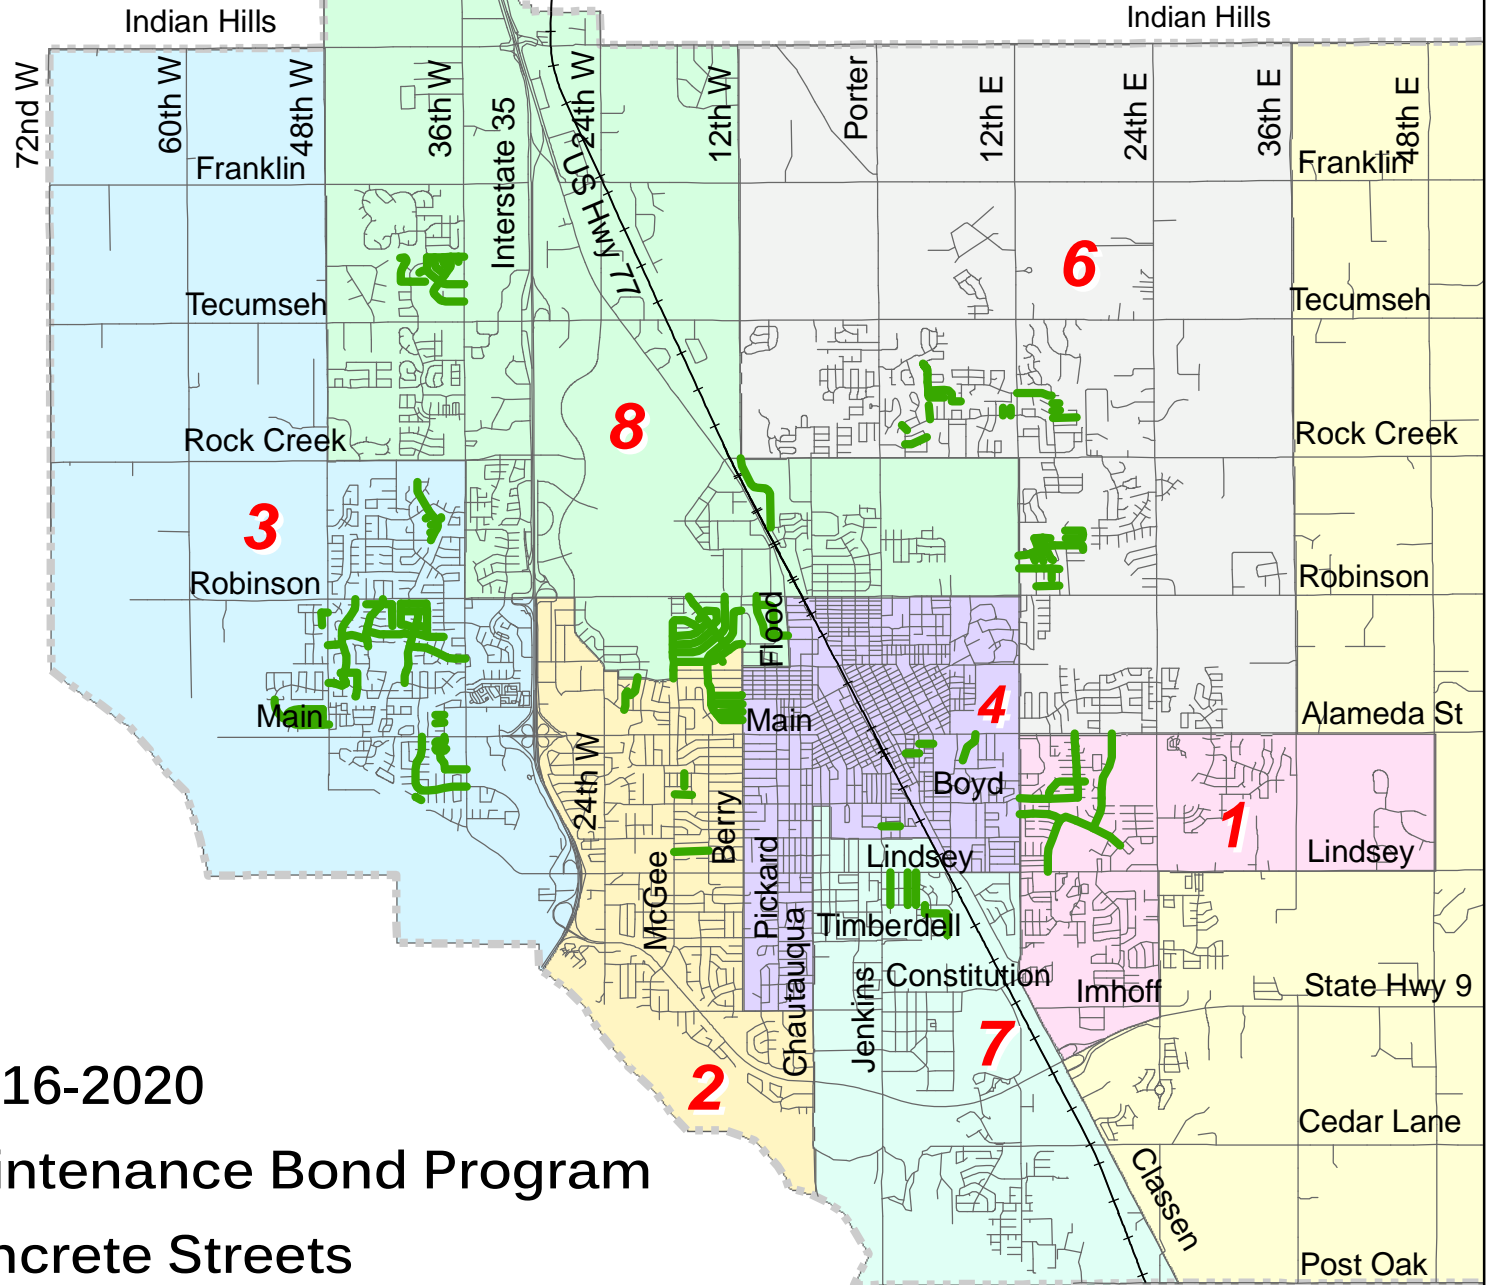 Indian Hills
Indian Hills
72nd W
60th W
48th W
36th W
Interstate 35
24th W
US Hwy 77
12th W
Porter
12th E
24th E
36th E
48th E
Franklin
Franklin
6
Tecumseh
Tecumseh
8
Rock Creek
Rock Creek
3
Robinson
Robinson
Flood
4
Main
Main
Alameda St
24th W
Boyd
Berry
1
Lindsey
Lindsey
McGee
Pickard
Chautauqua
Timberdell
Jenkins
Constitution
Imhoff
State Hwy 9
7
2
16-2020
Cedar Lane
intenance Bond Program
Classen
ncrete Streets
Post Oak